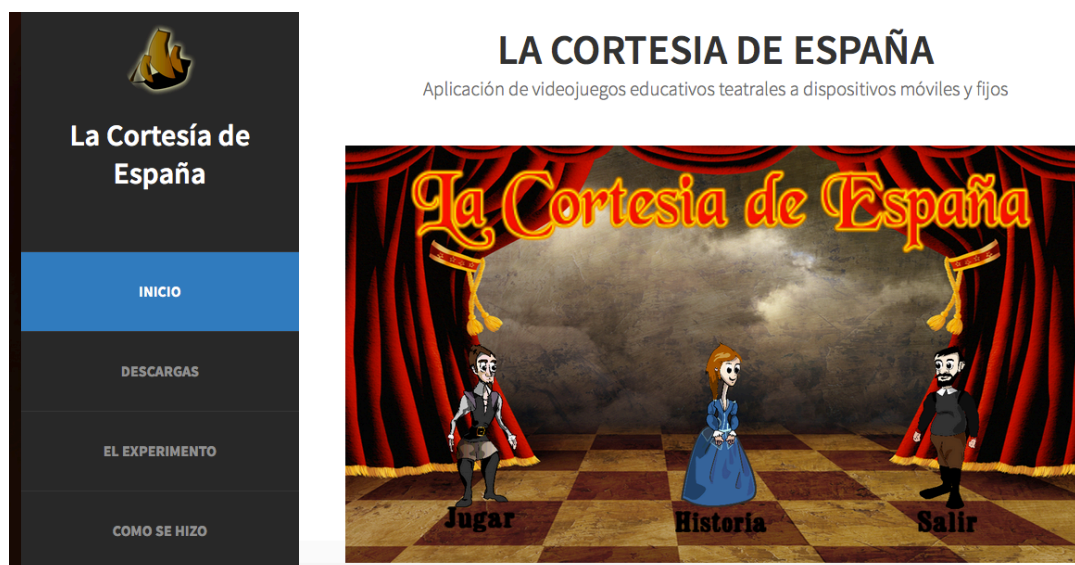 La Cortesía de
España
INICIO
DESCARGAS
EL EXPERIMENTO
COMO SE HIZO
LA CORTESIA DE ESPAÑA
Aplicación de videojuegos educativos teatrales a dispositivos móviles y fijos
La Cortesia de España
Jugar
Historia
Salir